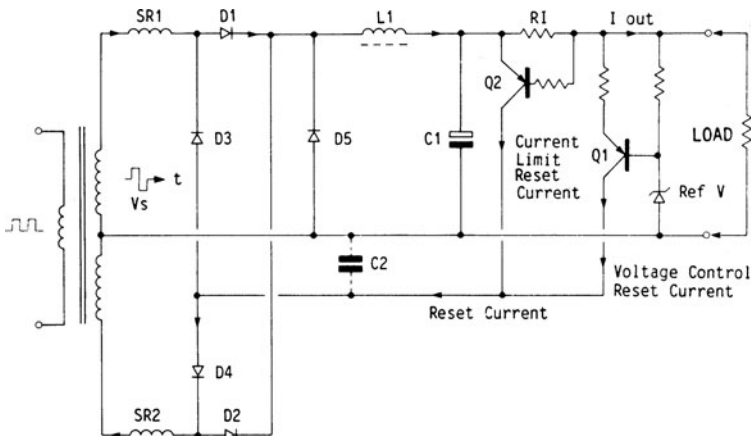 SR1
D1
L1
RI
I out
Q2
D3
D5
C1
Current
Limit
Reset
Current
Q1
LOAD
t
Vs
Ref V
C2
Voltage Control
Reset Current
Reset Current
D4
SR2
D2